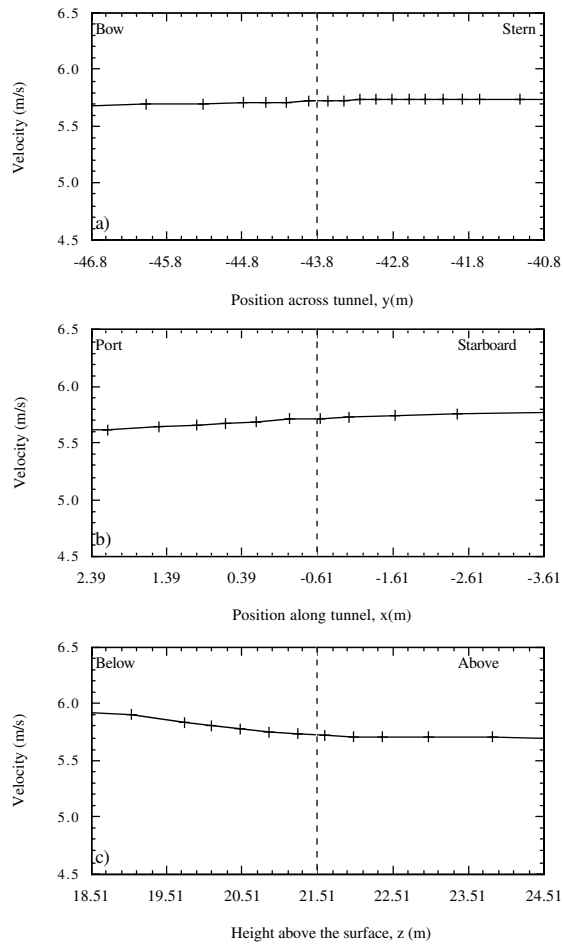 6.5
Bow Stern
6.0
Velocity (m/s)
5.5
5.0
a)
4.5
-46.8 -45.8 -44.8 -43.8 -42.8 -41.8 -40.8
Position across tunnel, y(m)
6.5
Port Starboard
6.0
Velocity (m/s)
5.5
5.0
b)
4.5
2.39 1.39 0.39 -0.61 -1.61 -2.61 -3.61
Position along tunnel, x(m)
6.5
Below Above
6.0
Velocity (m/s)
5.5
5.0
c)
4.5
18.51 19.51 20.51 21.51 22.51 23.51 24.51
Height above the surface, z (m)